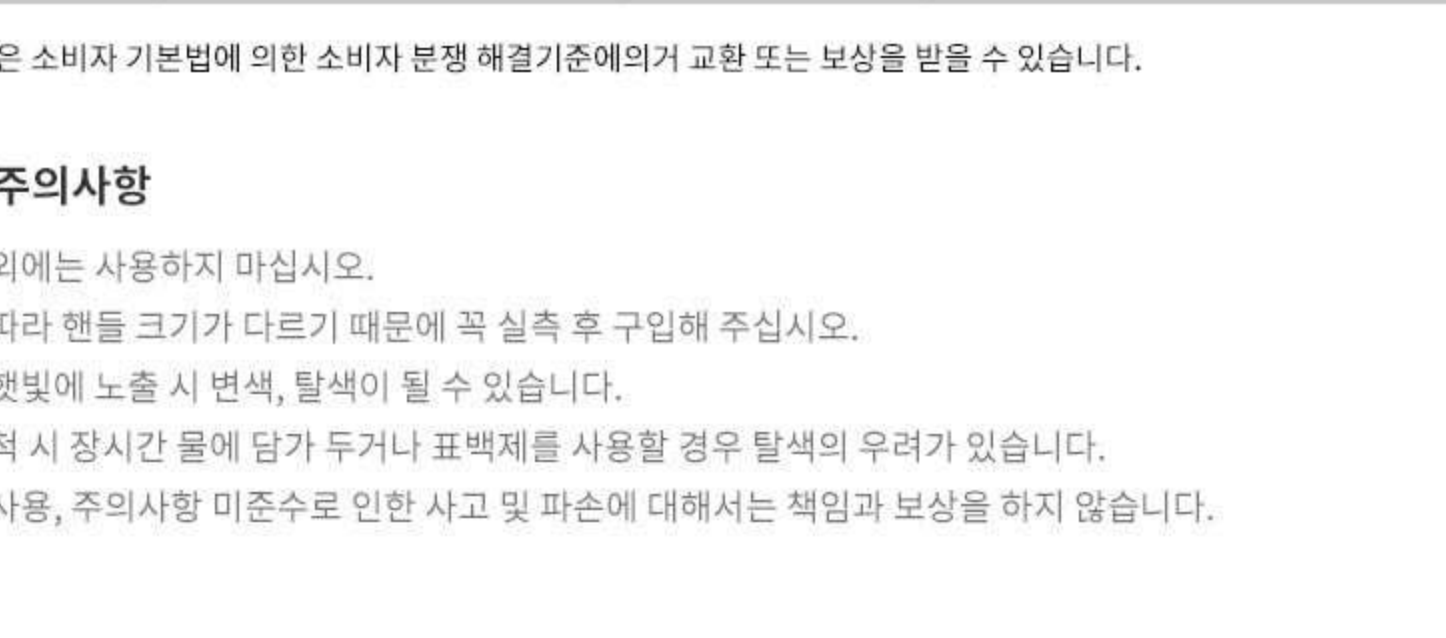 은 소비자 기본법에 의한 소비자 분쟁 해결기준에의거 교환 또는 보상을 받을 수 있습니다.
주의사항
외에는 사용하지 마십시오.
따라 핸들 크기가 다르기 때문에 꼭 실측 후 구입해 주십시오.
햇빛에 노출 시 변색, 탈색이 될 수 있습니다.
척 시 장시간 물에 담가 두거나 표백제를 사용할 경우 탈색의 우려가 있습니다.
사용, 주의사항 미준수로 인한 사고 및 파손에 대해서는 책임과 보상을 하지 않습니다.